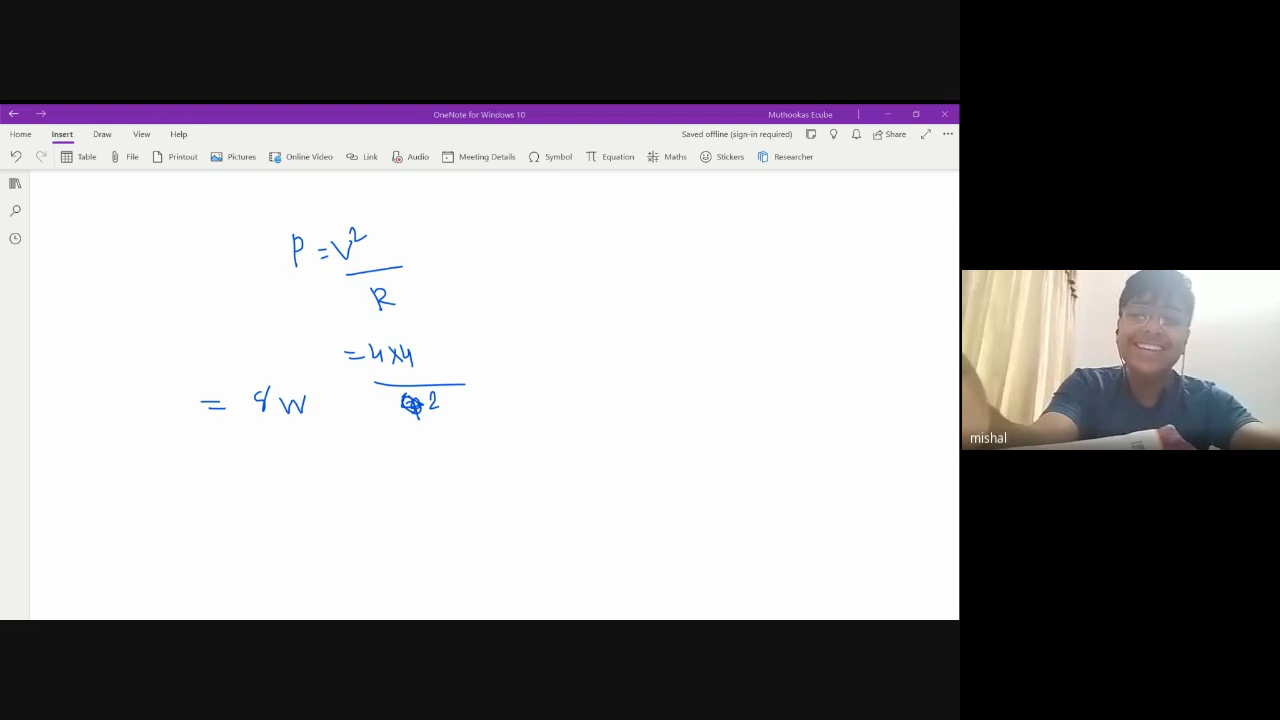 OneNote for Windows 10
Muthookas Ecube
Home Insert Draw View Help
Saved offline (sign-in required) Share
Table File Printout Pictures Online Video Link Audio Meeting Details Symbol Equation Maths Stickers Researcher
P = V²
R
= 4 x 4
2
= 8 W
mishal